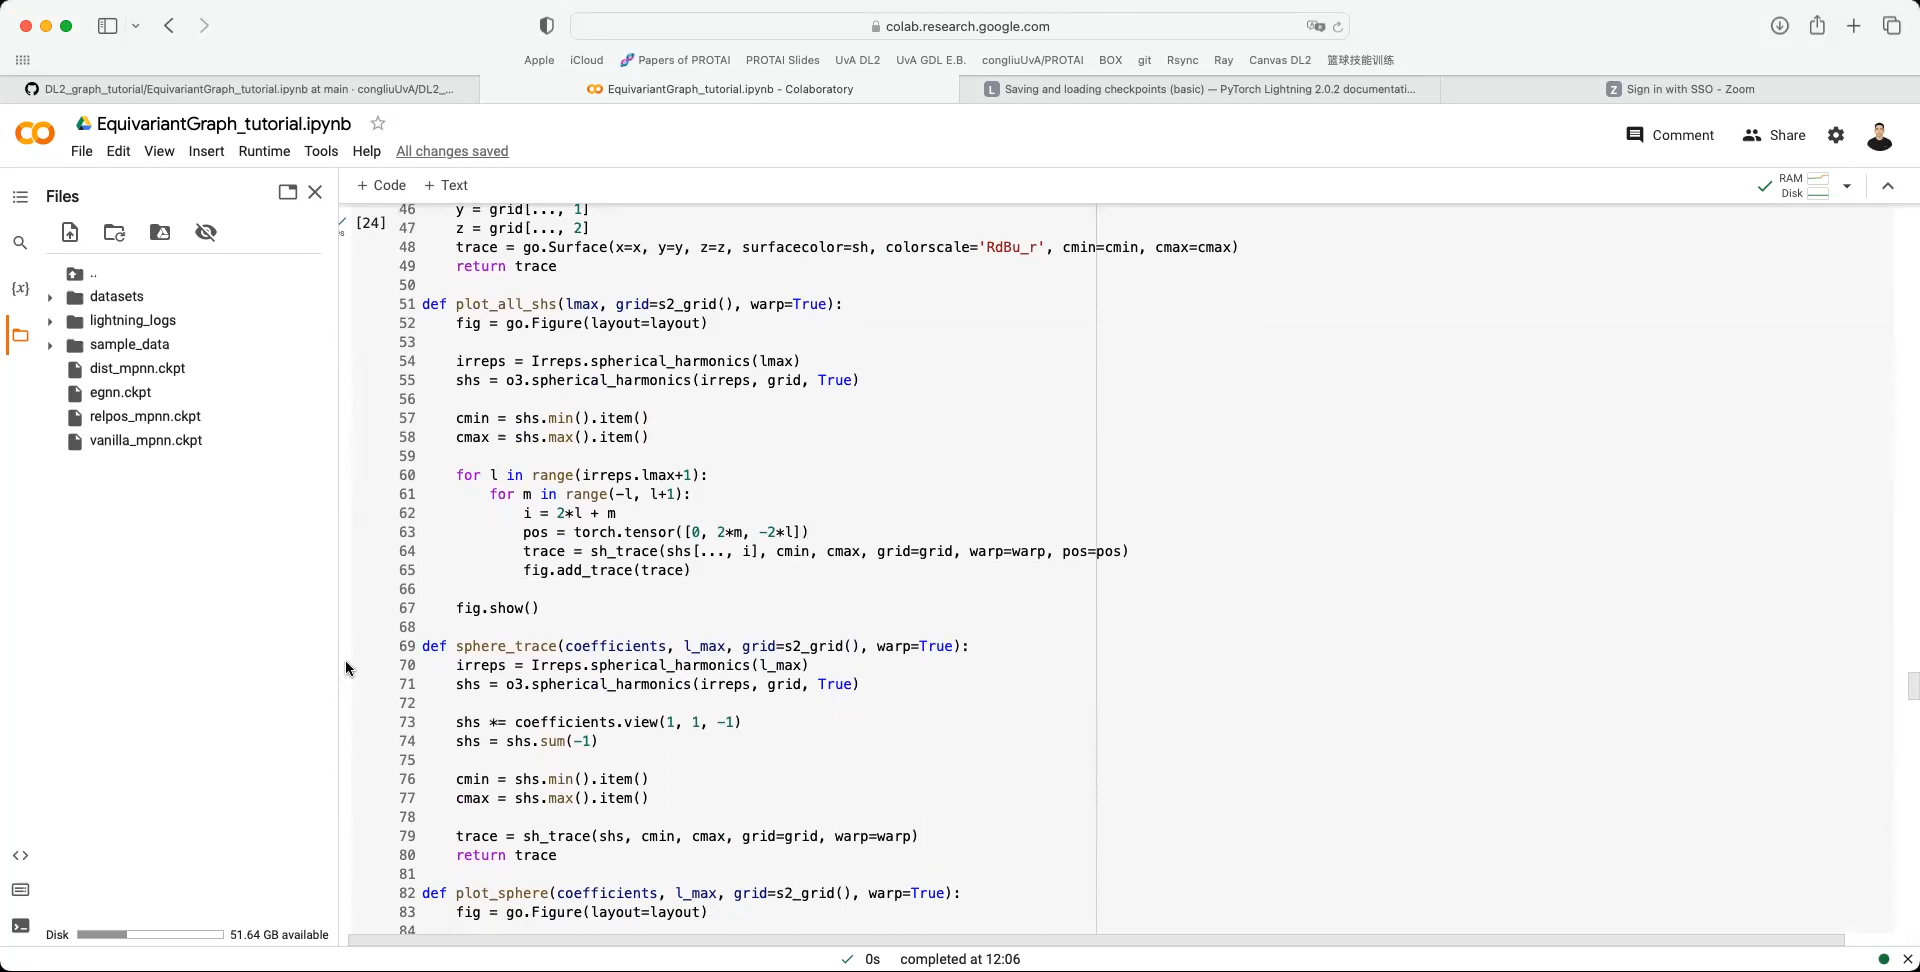 colab.research.google.com
Apple iCloud Papers of PROTAI PROTAI Slides UvA DL2 UvA GDL E.B. congliuUvA/PROTAI BOX git Rsync Ray Canvas DL2 篮球技能训练
DL2_graph_tutorial/EquivariantGraph_tutorial.ipynb at main · congliuUvA/DL2_...
EquivariantGraph_tutorial.ipynb - Colaboratory
L Saving and loading checkpoints (basic) — PyTorch Lightning 2.0.2 documentati...
Z Sign in with SSO - Zoom
EquivariantGraph_tutorial.ipynb
File Edit View Insert Runtime Tools Help All changes saved
Comment Share
Files
+ Code + Text
RAM
Disk
{x}
..
datasets
lightning_logs
sample_data
dist_mpnn.ckpt
egnn.ckpt
relpos_mpnn.ckpt
vanilla_mpnn.ckpt
Disk 51.64 GB available
[24]
0s
46 y = grid[..., 1]
47 z = grid[..., 2]
48 trace = go.Surface(x=x, y=y, z=z, surfacecolor=sh, colorscale='RdBu_r', cmin=cmin, cmax=cmax)
49 return trace
50
51 def plot_all_shs(lmax, grid=s2_grid(), warp=True):
52 fig = go.Figure(layout=layout)
53
54 irreps = Irreps.spherical_harmonics(lmax)
55 shs = o3.spherical_harmonics(irreps, grid, True)
56
57 cmin = shs.min().item()
58 cmax = shs.max().item()
59
60 for l in range(irreps.lmax+1):
61 for m in range(-l, l+1):
62 i = 2*l + m
63 pos = torch.tensor([0, 2*m, -2*l])
64 trace = sh_trace(shs[..., i], cmin, cmax, grid=grid, warp=warp, pos=pos)
65 fig.add_trace(trace)
66
67 fig.show()
68
69 def sphere_trace(coefficients, l_max, grid=s2_grid(), warp=True):
70 irreps = Irreps.spherical_harmonics(l_max)
71 shs = o3.spherical_harmonics(irreps, grid, True)
72
73 shs *= coefficients.view(1, 1, -1)
74 shs = shs.sum(-1)
75
76 cmin = shs.min().item()
77 cmax = shs.max().item()
78
79 trace = sh_trace(shs, cmin, cmax, grid=grid, warp=warp)
80 return trace
81
82 def plot_sphere(coefficients, l_max, grid=s2_grid(), warp=True):
83 fig = go.Figure(layout=layout)
84
0s completed at 12:06